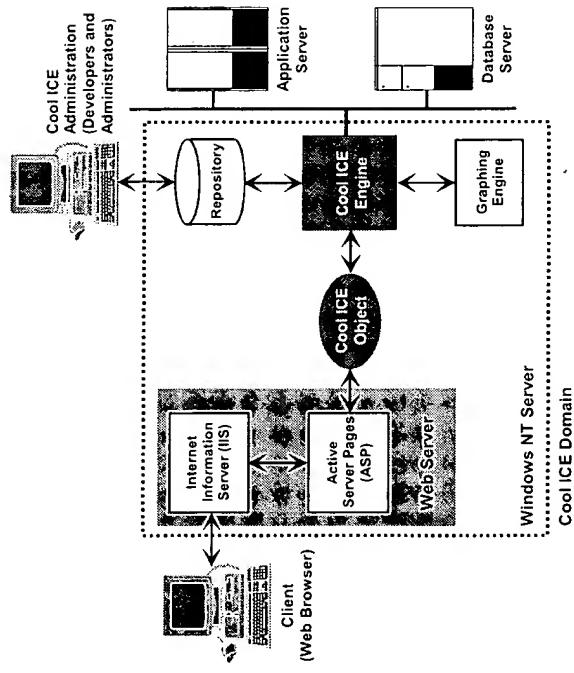 Cool ICE
Administration
(Developers and
Administrators)
Application
Server
Database
Server
Repository
Cool ICE
Engine
Graphing
Engine
Cool ICE
Object
Internet
Information
Server (IIS)
Active
Server Pages
(ASP)
Web Server
Client
(Web Browser)
Windows NT Server
Cool ICE Domain